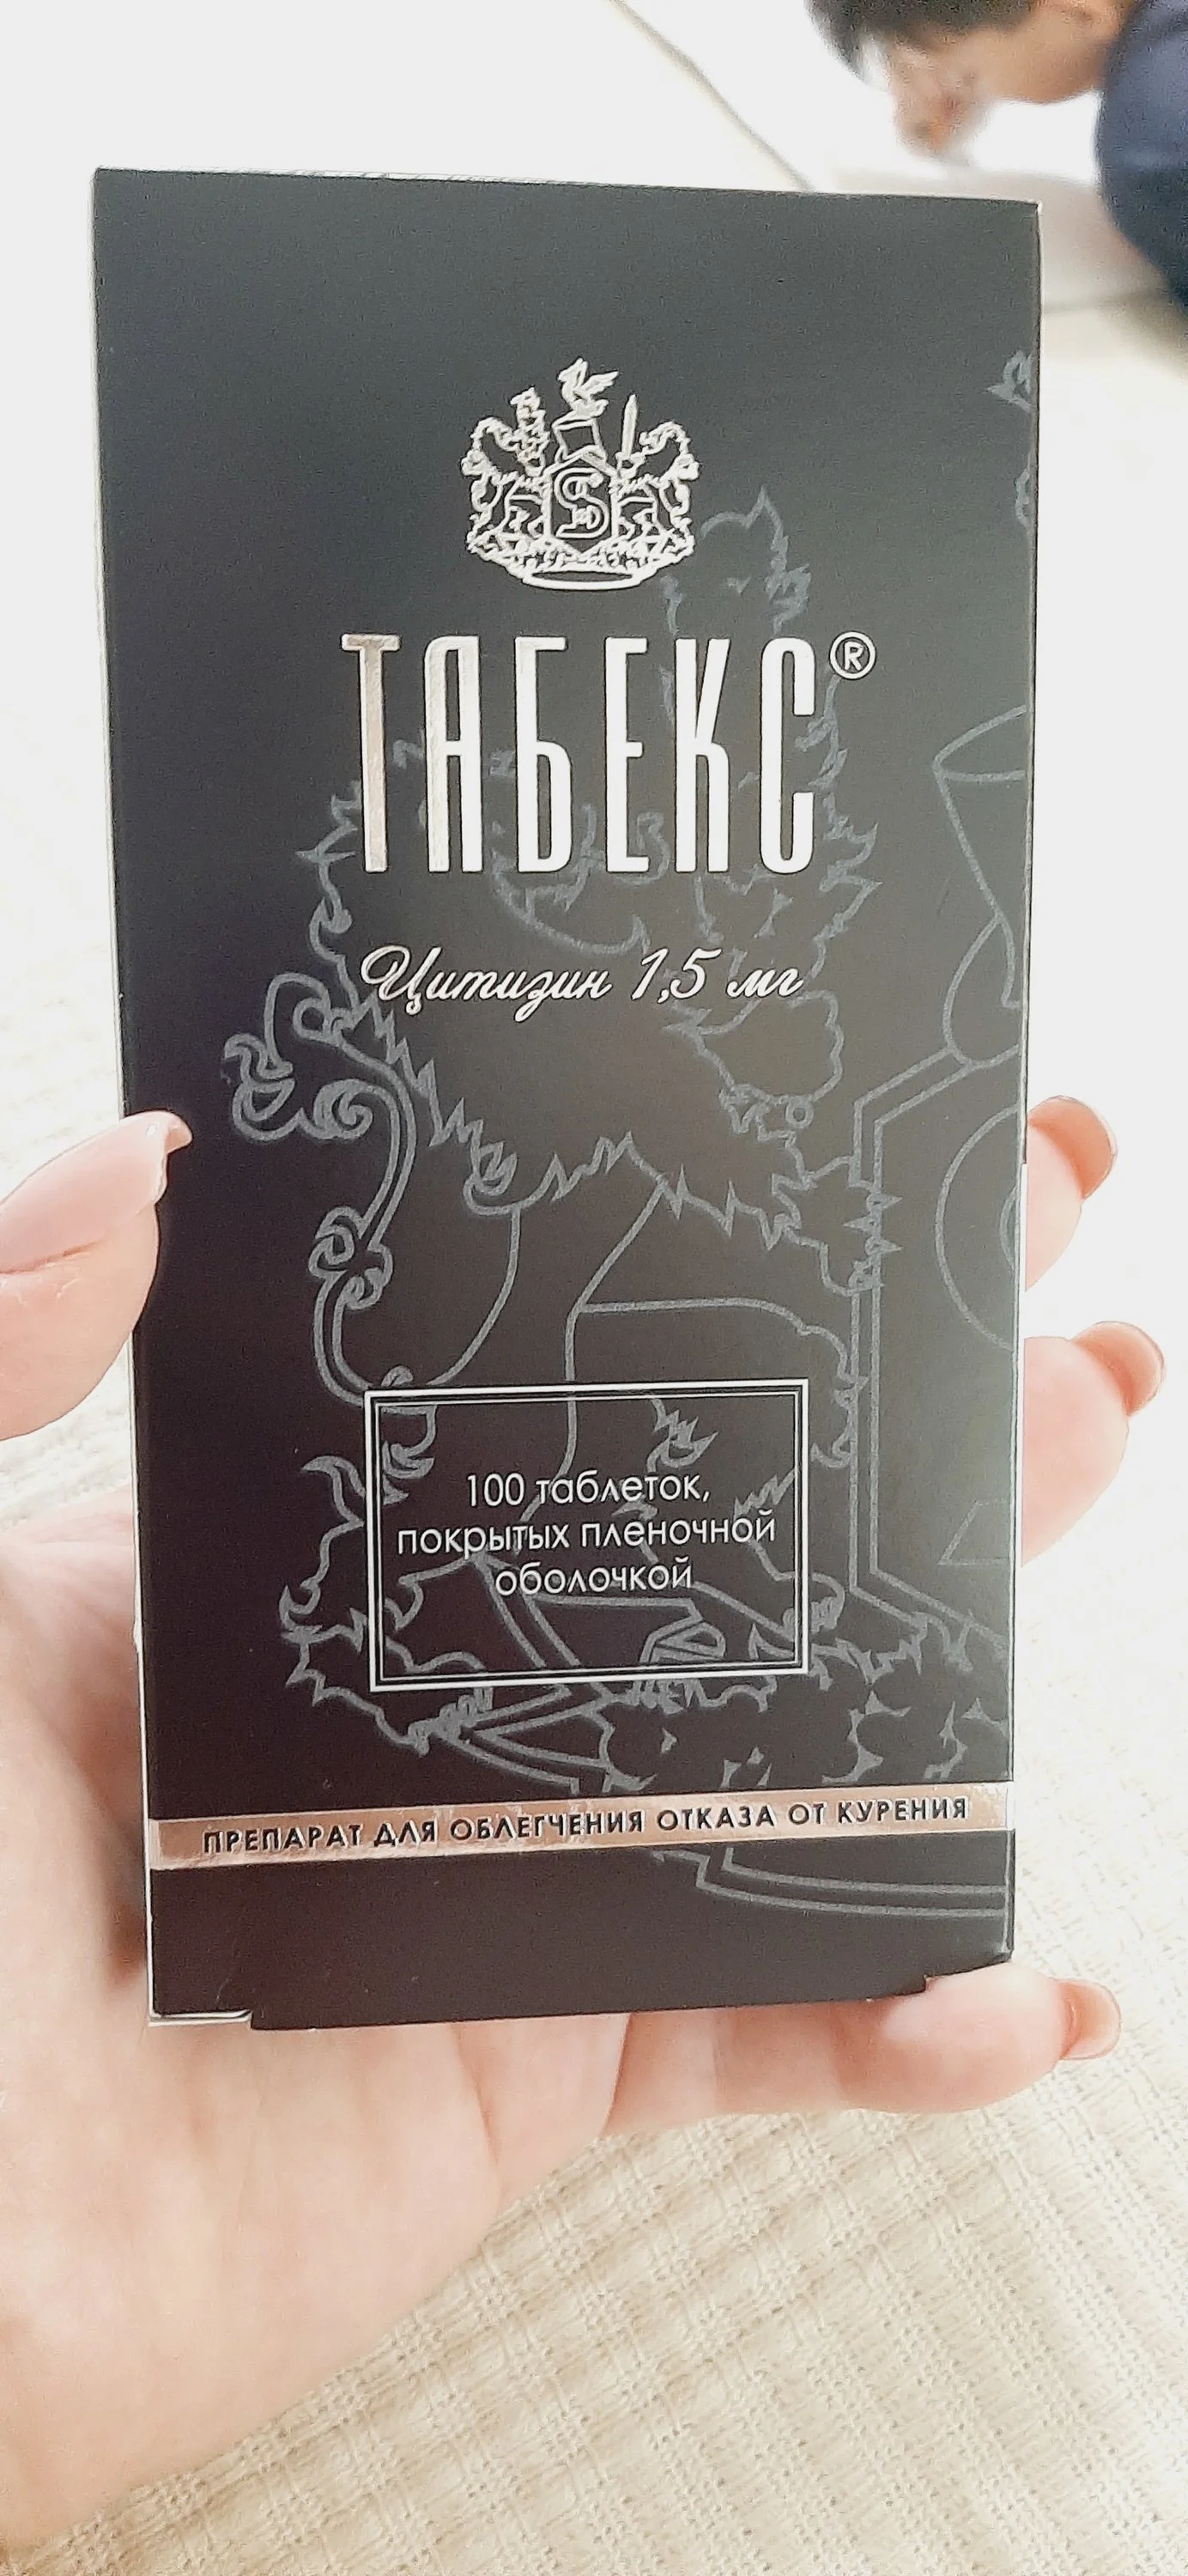 ТАБЕКС®
Цитизин 1,5 мг
100 таблеток,
покрытых пленочной
оболочкой
ПРЕПАРАТ ДЛЯ ОБЛЕГЧЕНИЯ ОТКАЗА ОТ КУРЕНИЯ